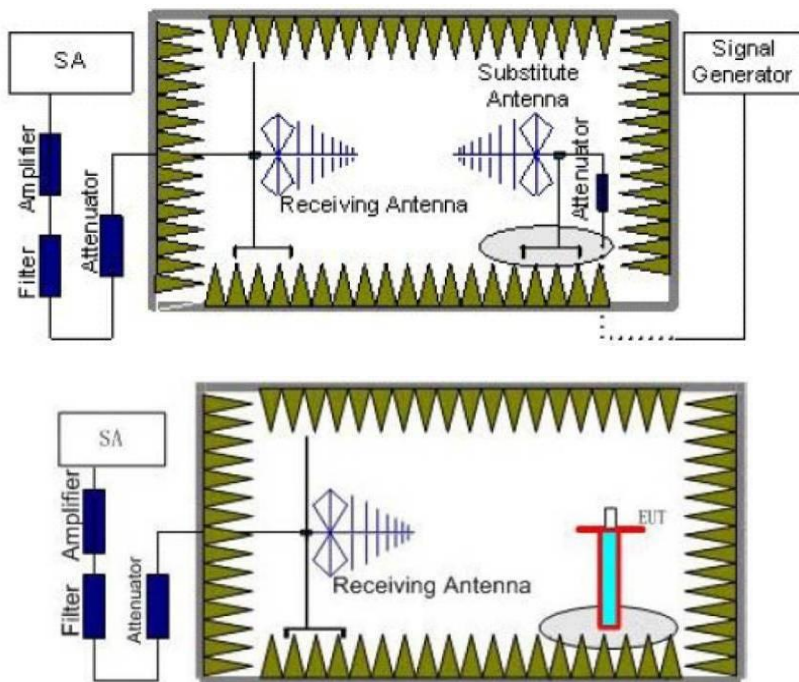 SA
Signal
Generator
Substitute
Antenna
Amplifier
Attenuator
Attenuator
Receiving Antenna
Filter
SA
EUT
Amplifier
Receiving Antenna
Filter
Attenuator